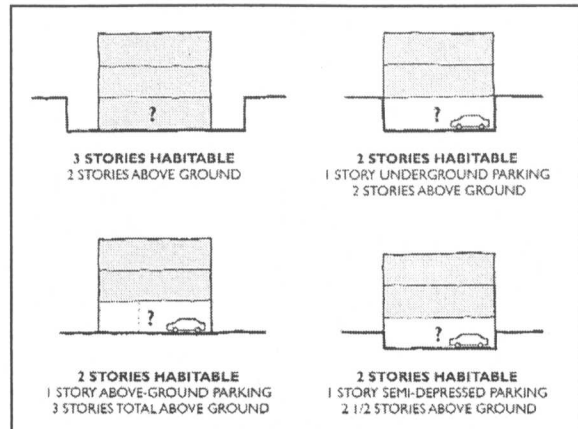 ?
3 STORIES HABITABLE
2 STORIES ABOVE GROUND
?
2 STORIES HABITABLE
1 STORY UNDERGROUND PARKING
2 STORIES ABOVE GROUND
?
2 STORIES HABITABLE
1 STORY ABOVE-GROUND PARKING
3 STORIES TOTAL ABOVE GROUND
?
2 STORIES HABITABLE
1 STORY SEMI-DEPRESSED PARKING
2 1/2 STORIES ABOVE GROUND